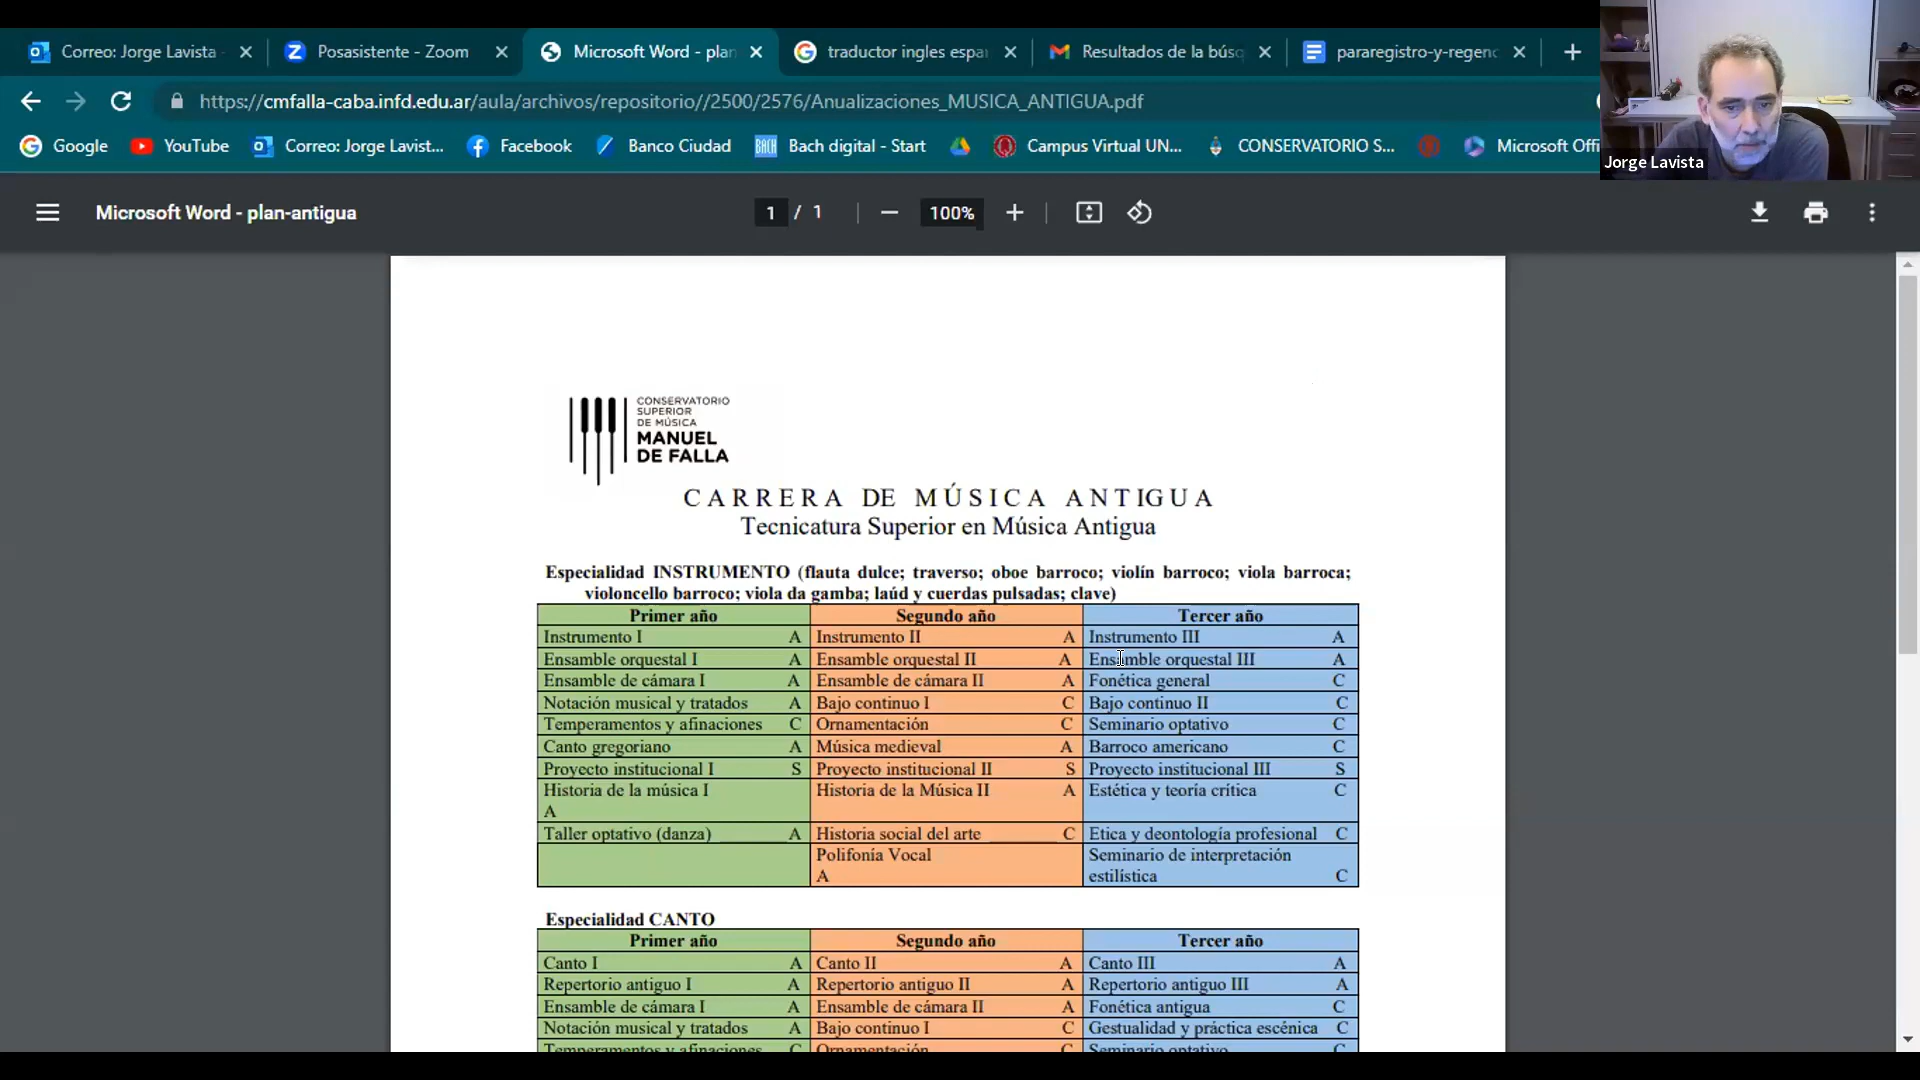 Correo: Jorge Lavista
Posasistente - Zoom
Microsoft Word - plan
traductor ingles espa
Resultados de la búsq
pararegistro-y-regenc
https://cmfalla-caba.infd.edu.ar/aula/archivos/repositorio//2500/2576/Anualizaciones_MUSICA_ANTIGUA.pdf
Google YouTube Correo: Jorge Lavist... Facebook Banco Ciudad Bach digital - Start Campus Virtual UN... CONSERVATORIO S... Microsoft Offi
Jorge Lavista
Microsoft Word - plan-antigua
1 / 1
100%
CONSERVATORIO
SUPERIOR
DE MÚSICA
MANUEL
DE FALLA
CARRERA DE MÚSICA ANTIGUA
Tecnicatura Superior en Música Antigua
Especialidad INSTRUMENTO (flauta dulce; traverso; oboe barroco; violín barroco; viola barroca;
violoncello barroco; viola da gamba; laúd y cuerdas pulsadas; clave)
Primer año Segundo año Tercer año
Instrumento I A Instrumento II A Instrumento III A
Ensamble orquestal I A Ensamble orquestal II A Ensamble orquestal III A
Ensamble de cámara I A Ensamble de cámara II A Fonética general C
Notación musical y tratados A Bajo continuo I C Bajo continuo II C
Temperamentos y afinaciones C Ornamentación C Seminario optativo C
Canto gregoriano A Música medieval A Barroco americano C
Proyecto institucional I S Proyecto institucional II S Proyecto institucional III S
Historia de la música I Historia de la Música II A Estética y teoría crítica C
A
Taller optativo (danza) A Historia social del arte C Etica y deontología profesional C
Polifonía Vocal Seminario de interpretación
A estilística C
Especialidad CANTO
Primer año Segundo año Tercer año
Canto I A Canto II A Canto III A
Repertorio antiguo I A Repertorio antiguo II A Repertorio antiguo III A
Ensamble de cámara I A Ensamble de cámara II A Fonética antigua C
Notación musical y tratados A Bajo continuo I C Gestualidad y práctica escénica C
Temperamentos y afinaciones C Ornamentación C Seminario optativo C